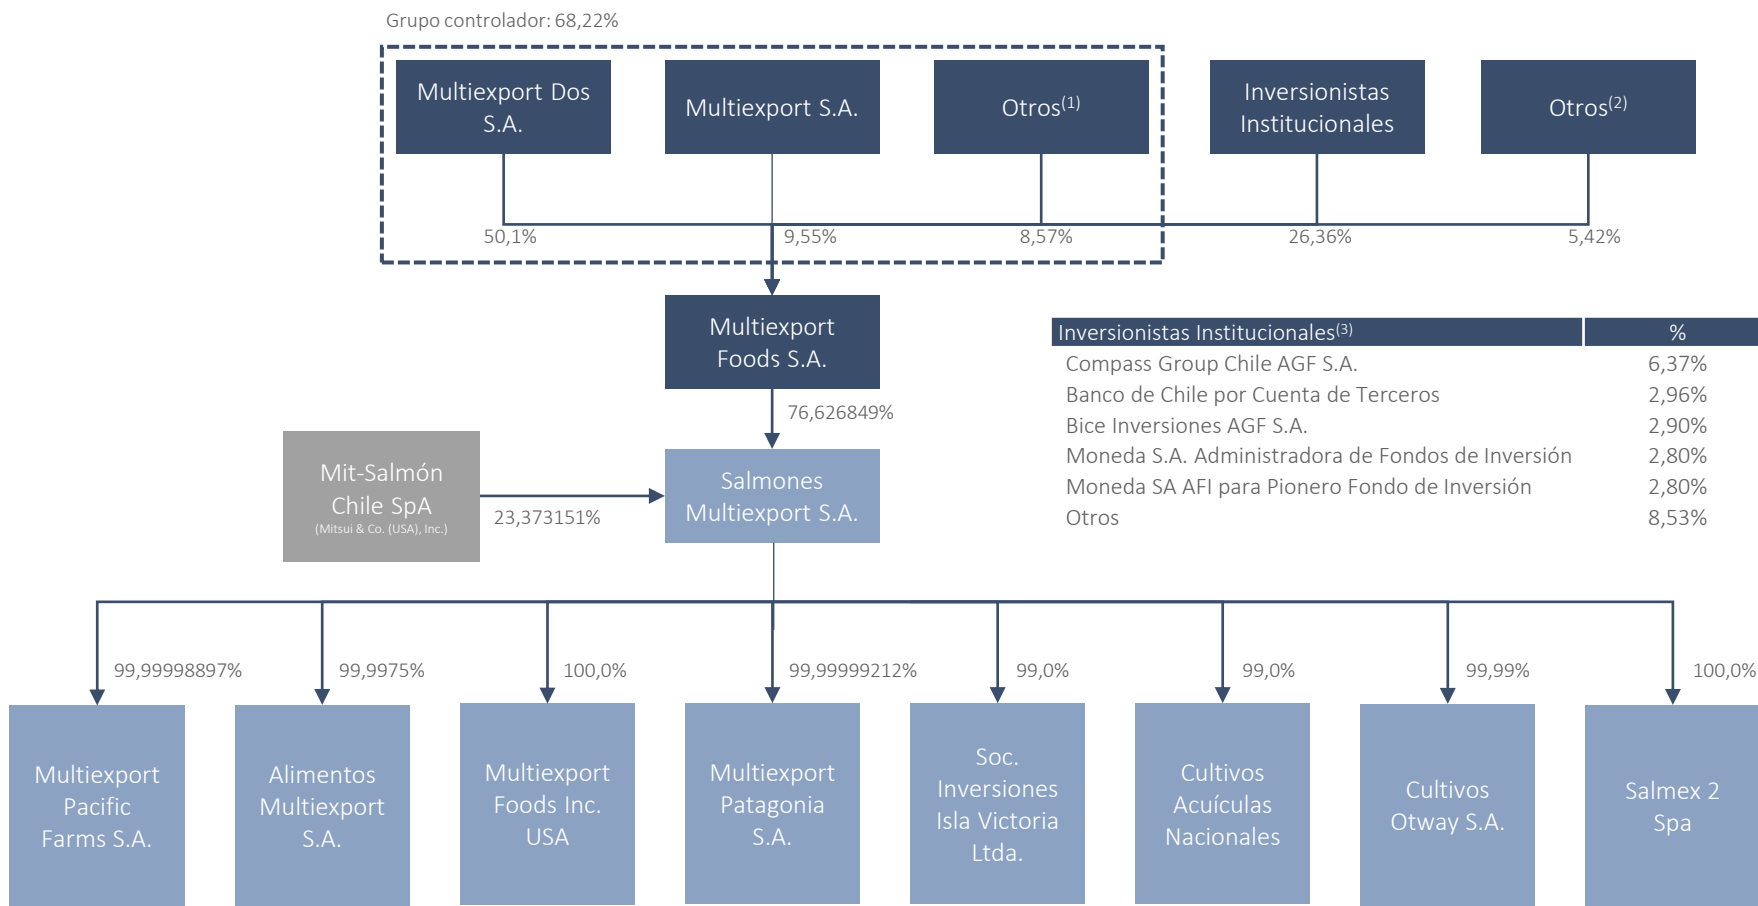 Grupo controlador: 68,22%
Multiexport Dos
S.A.
Multiexport S.A.
Otros(1)
Inversionistas
Institucionales
Otros(2)
50,1%
9,55%
8,57%
26,36%
5,42%
Multiexport
Foods S.A.
76,626849%
Inversionistas Institucionales(3) %
Compass Group Chile AGF S.A. 6,37%
Banco de Chile por Cuenta de Terceros 2,96%
Bice Inversiones AGF S.A. 2,90%
Moneda S.A. Administradora de Fondos de Inversión 2,80%
Moneda SA AFI para Pionero Fondo de Inversión 2,80%
Otros 8,53%
Mit-Salmón
Chile SpA
(Mitsui & Co. (USA), Inc.)
23,373151%
Salmones
Multiexport S.A.
99,99998897%
99,9975%
100,0%
99,99999212%
99,0%
99,0%
99,99%
100,0%
Multiexport
Pacific
Farms S.A.
Alimentos
Multiexport
S.A.
Multiexport
Foods Inc.
USA
Multiexport
Patagonia
S.A.
Soc.
Inversiones
Isla Victoria
Ltda.
Cultivos
Acuículas
Nacionales
Cultivos
Otway S.A.
Salmex 2
Spa